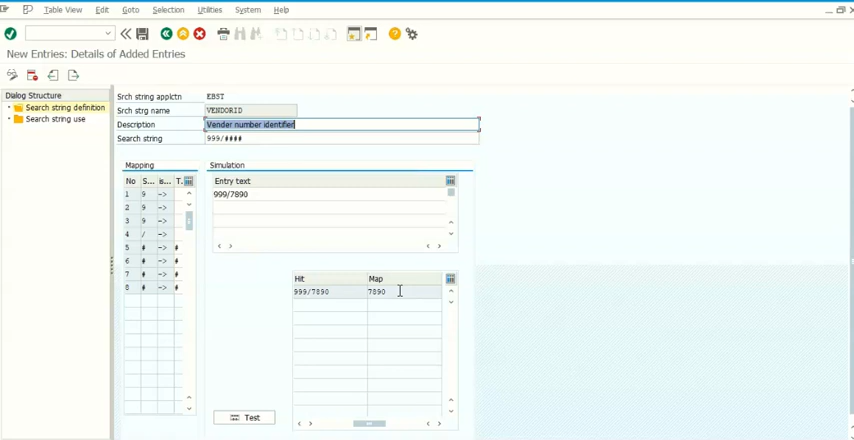 Table View Edit Goto Selection Utilities System Help
New Entries: Details of Added Entries
Dialog Structure
Search string definition
Search string use
Srch string applctn EBST
Srch strg name VENDORID
Description Vender number identifier
Search string 999/####
Mapping
No S... is... T.
1 9 ->
2 9 ->
3 9 ->
4 / ->
5 # -> #
6 # -> #
7 # -> #
8 # -> #
Simulation
Entry text
999/7890
Hit Map
999/7890 7890
Test